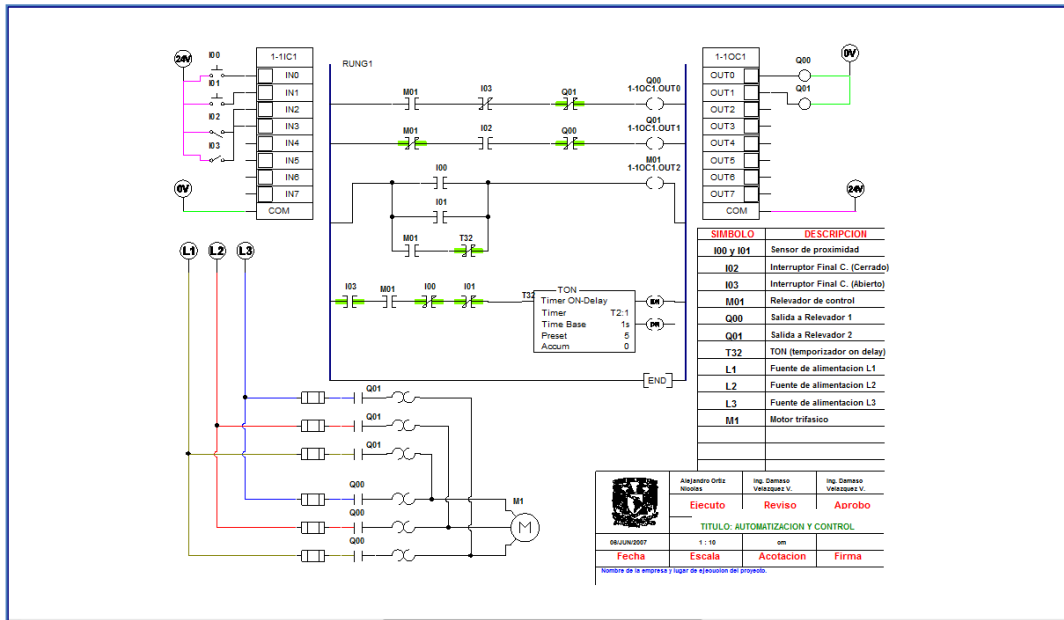 24V
I00
I01
I02
I03
0V
1-1IC1
IN0
IN1
IN2
IN3
IN4
IN5
IN6
IN7
COM
RUNG1
M01 I03 Q01
Q00
1-1OC1.OUT0
M01 I02 Q00
Q01
1-1OC1.OUT1
I00
M01
1-1OC1.OUT2
I01
M01 T32
I03 M01 I00 I01 T32
TON
Timer ON-Delay
Timer T2:1
Time Base 1s
Preset 5
Accum 0
EN
DN
END
1-1OC1
OUT0
OUT1
OUT2
OUT3
OUT4
OUT5
OUT6
OUT7
COM
Q00
Q01
0V
24V
L1 L2 L3
Q01
Q01
Q01
Q00
Q00
Q00
M1
M
SIMBOLO DESCRIPCION
I00 y I01 Sensor de proximidad
I02 Interruptor Final C. (Cerrado)
I03 Interruptor Final C. (Abierto)
M01 Relevador de control
Q00 Salida a Relevador 1
Q01 Salida a Relevador 2
T32 TON (temporizador on delay)
L1 Fuente de alimentacion L1
L2 Fuente de alimentacion L2
L3 Fuente de alimentacion L3
M1 Motor trifasico
Alejandro Ortiz Nicolas
Ing. Damaso Velazquez V.
Ing. Damaso Velazquez V.
Ejecuto Reviso Aprobo
TITULO: AUTOMATIZACION Y CONTROL
06/JUN/2007 1 : 10 cm
Fecha Escala Acotacion Firma
Nombre de la empresa y lugar de ejecucion del proyecto.